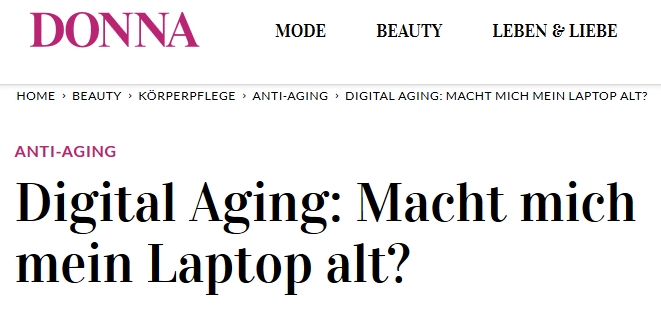 DONNA MODE BEAUTY LEBEN & LIEBE
HOME › BEAUTY › KÖRPERPFLEGE › ANTI-AGING › DIGITAL AGING: MACHT MICH MEIN LAPTOP ALT?
ANTI-AGING
Digital Aging: Macht mich
mein Laptop alt?